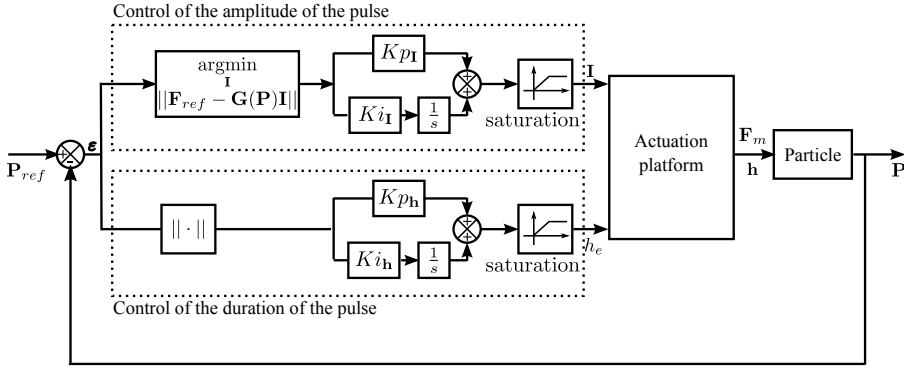 Control of the amplitude of the pulse
argmin
I
||F_ref − G(P)I||
Kp_I
Ki_I
1/s
+
+
saturation
I
P_ref
+
-
ε
Actuation
platform
F_m
h
Particle
P
|| · ||
Kp_h
Ki_h
1/s
+
+
saturation
h_e
Control of the duration of the pulse